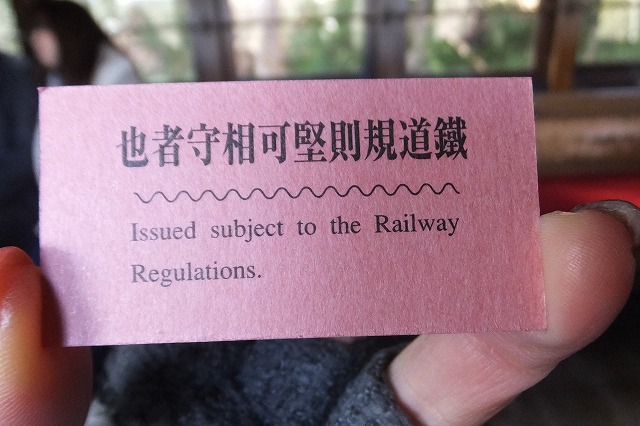 鐵道規則堅可相守者也
Issued subject to the Railway
Regulations.